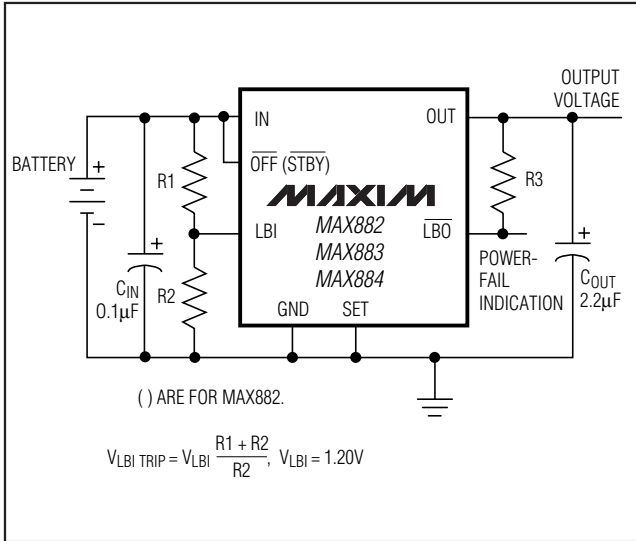 OUTPUT
VOLTAGE
BATTERY
+
−
+
CIN
0.1µF
R1
R2
IN
OFF (STBY)
LBI
OUT
LBO
GND
SET
MAXIM
MAX882
MAX883
MAX884
R3
POWER-
FAIL
INDICATION
+
COUT
2.2µF
( ) ARE FOR MAX882.
VLBI TRIP = VLBI (R1 + R2)/R2, VLBI = 1.20V